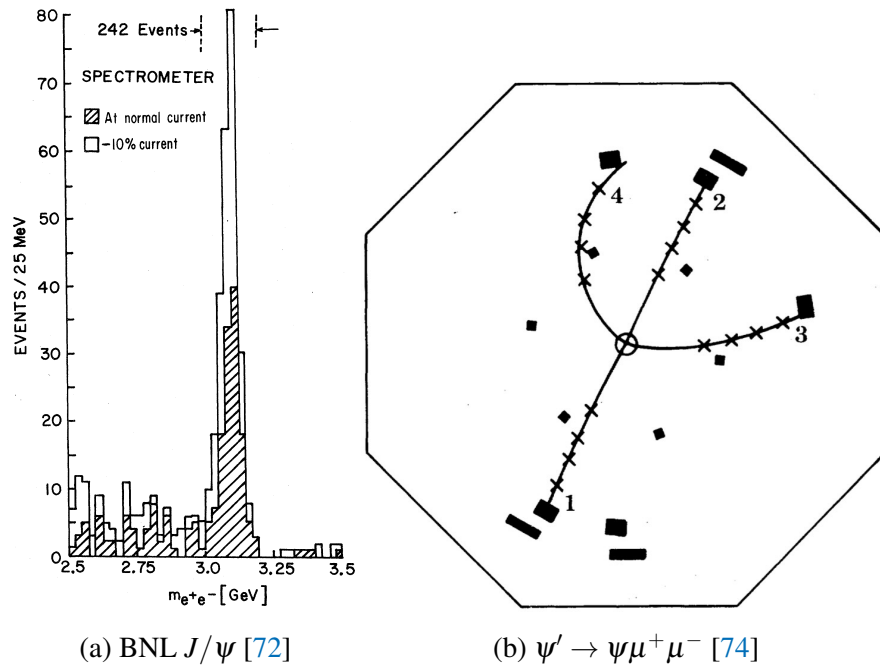 80
242 Events
SPECTROMETER
70
At normal current
-10% current
60
50
EVENTS / 25 MeV
40
30
20
10
0
2.5
2.75
3.0
3.25
3.5
m e+e- [GeV]
4
2
3
1
(a) BNL J/ψ [72]
(b) ψ′ → ψμ⁺μ⁻ [74]